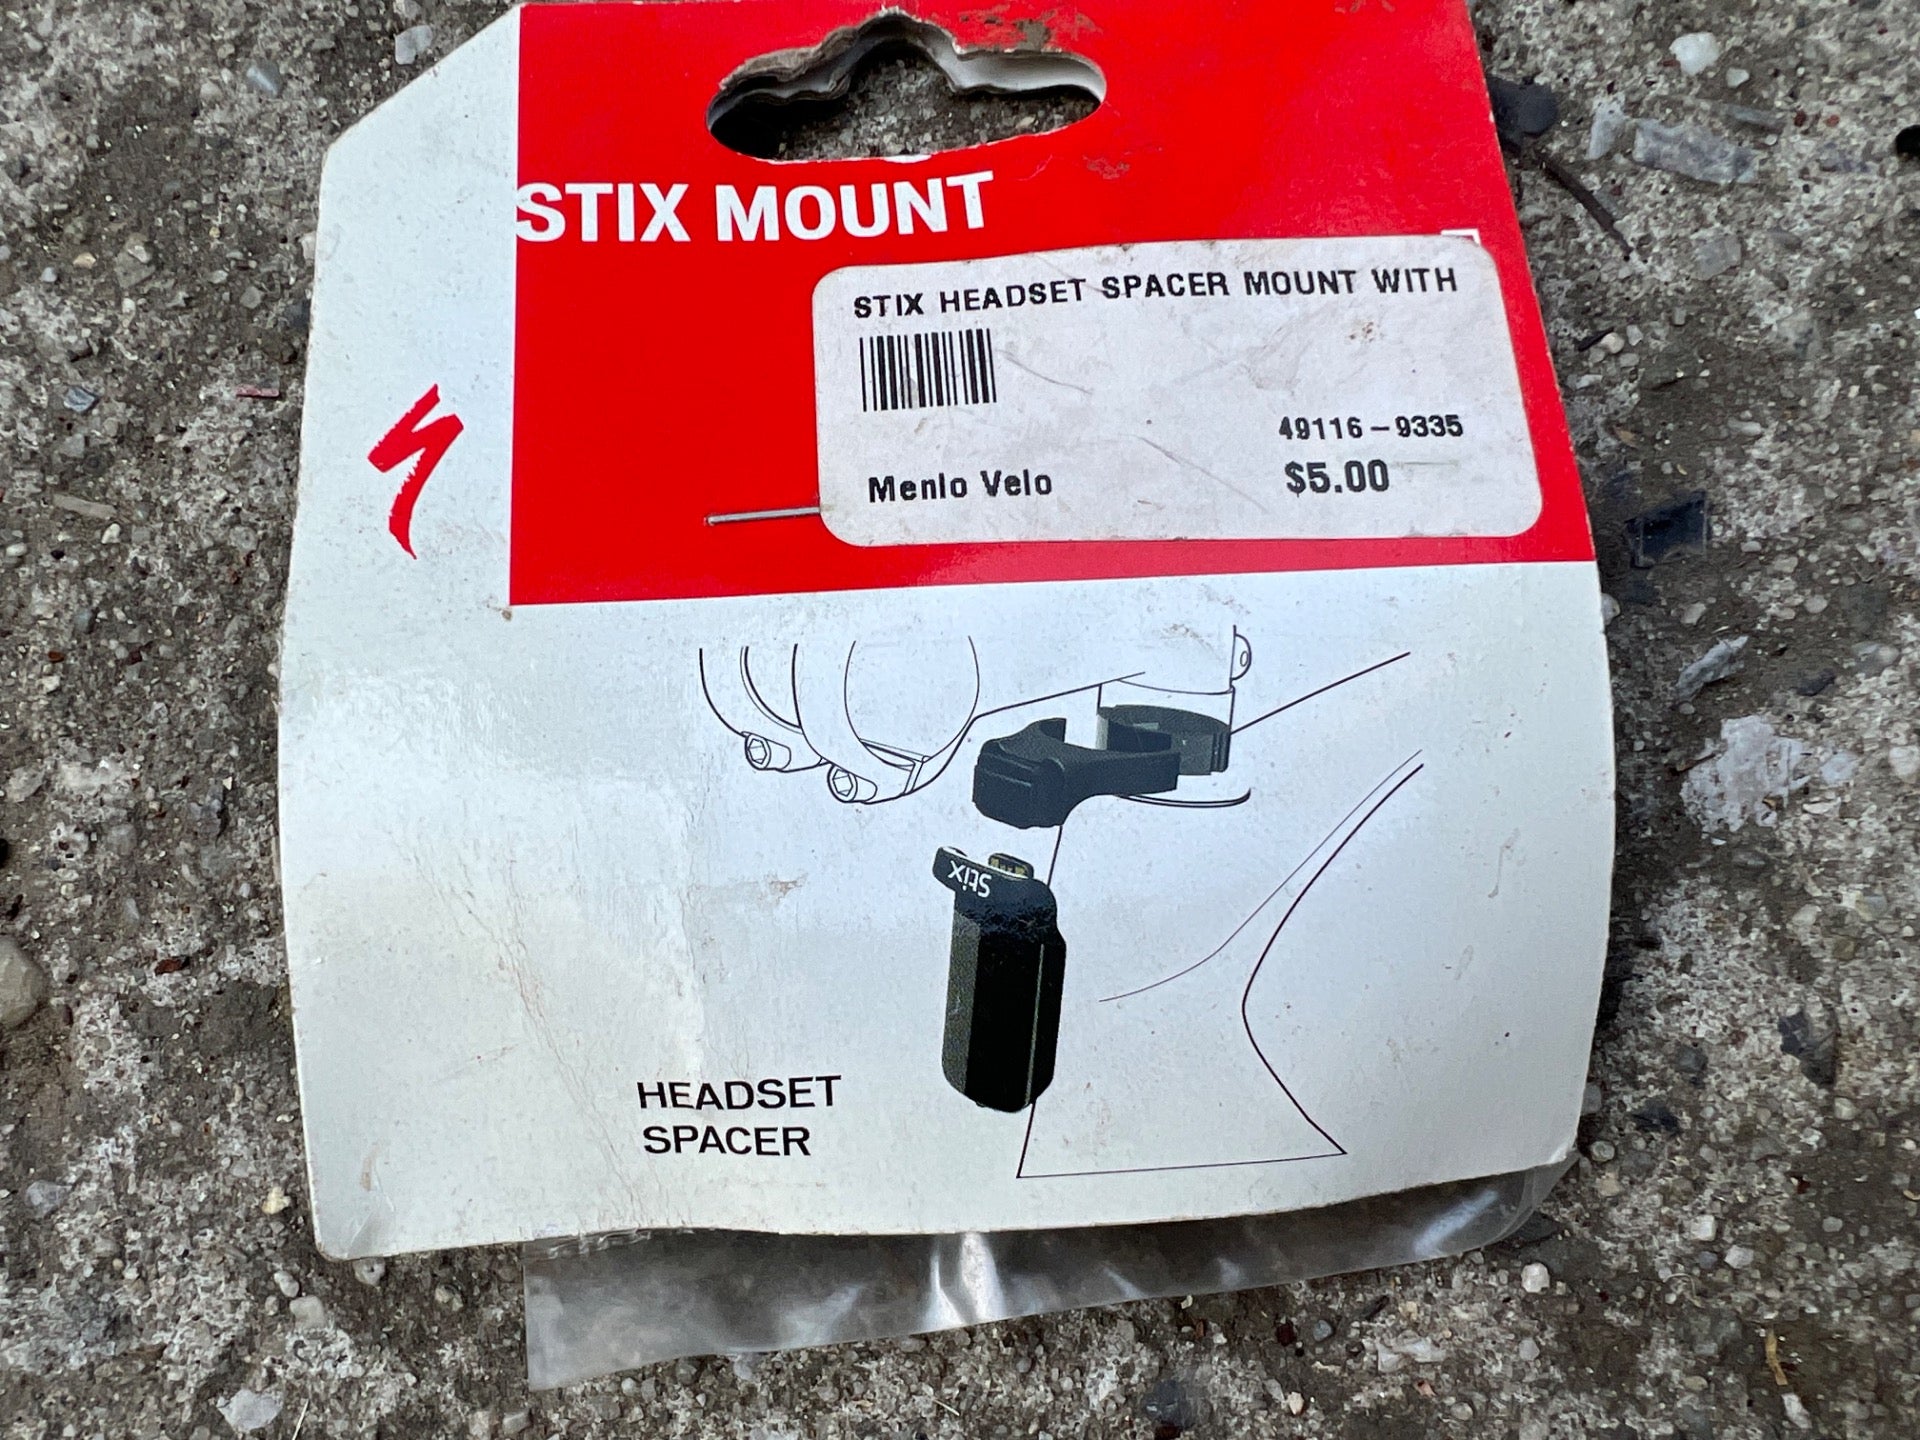 STIX MOUNT
STIX HEADSET SPACER MOUNT WITH
49116-9335
Menlo Velo $5.00
Stix
HEADSET
SPACER